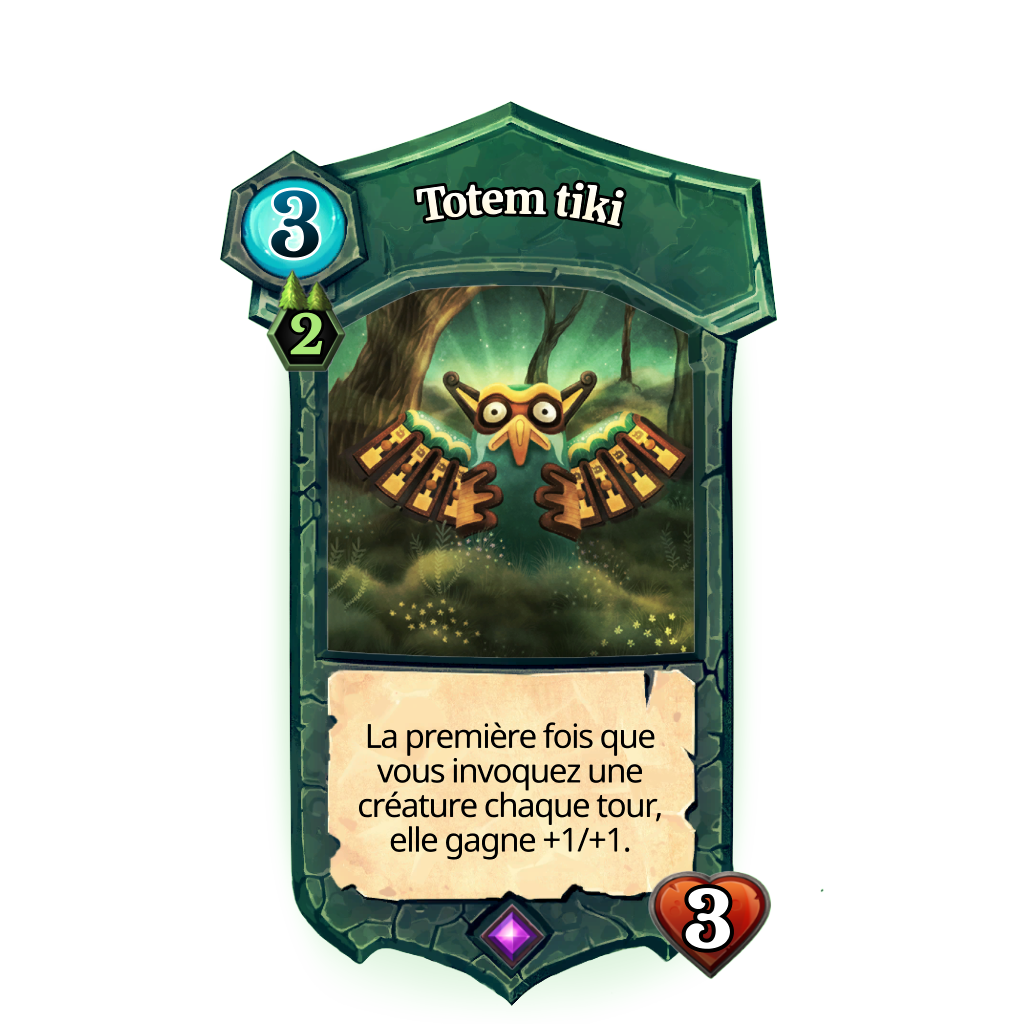 Totem tiki
3
2
La première fois que
vous invoquez une
créature chaque tour,
elle gagne +1/+1.
3